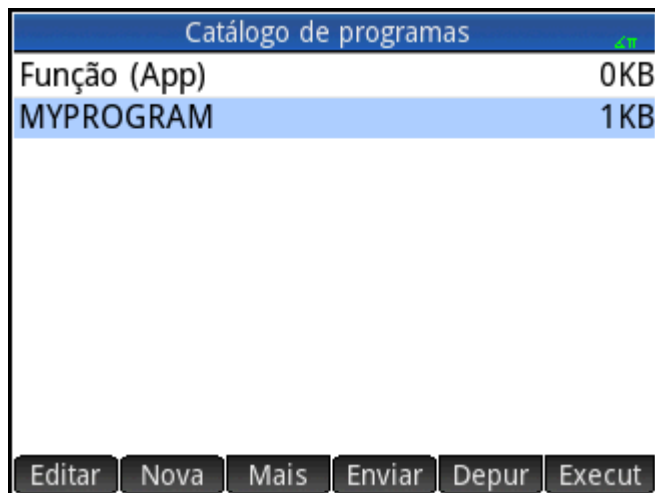 Catálogo de programas
∡π
Função (App) 0KB
MYPROGRAM 1KB
Editar Nova Mais Enviar Depur Execut